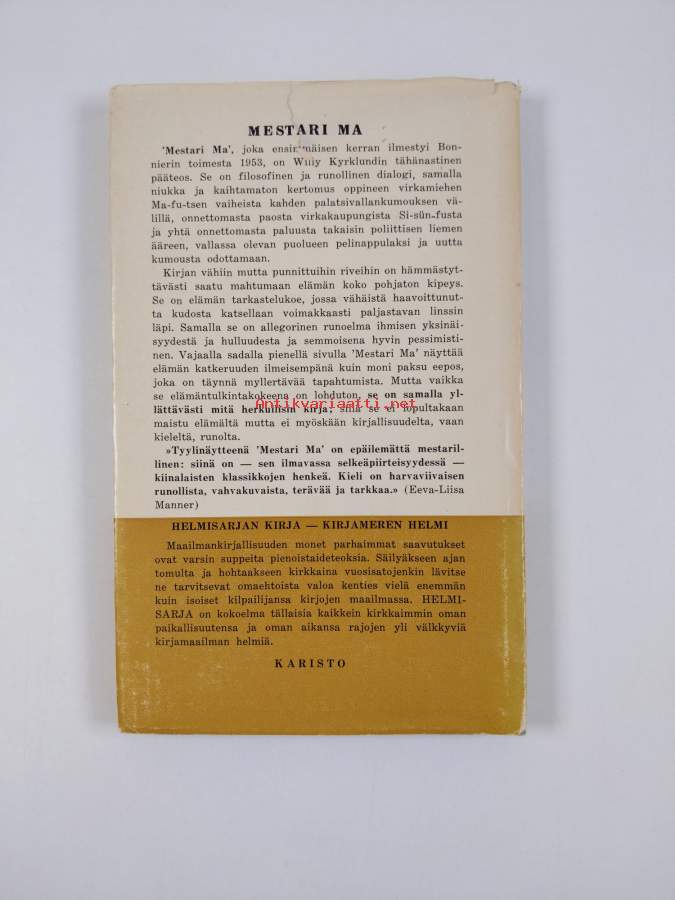 MESTARI MA
'Mestari Ma', joka ensimmäisen kerran ilmestyi Bon-
nierin toimesta 1953, on Willy Kyrklundin tähänastinen
pääteos. Se on filosofinen ja runollinen dialogi, samalla
niukka ja kaihtamaton kertomus oppineen virkamiehen
Ma-fu-tsen vaiheista kahden palatsivallankumouksen vä-
lillä, onnettomasta paosta virkakaupungista Si-sün-fusta
ja yhtä onnettomasta paluusta takaisin poliittisen liemen
ääreen, vallassa olevan puolueen pelinappulaksi ja uutta
kumousta odottamaan.
Kirjan vähiin mutta punnittuihin riveihin on hämmästyt-
tävästi saatu mahtumaan elämän koko pohjaton kipeys.
Se on elämän tarkastelukoe, jossa vähäistä haavoittunut-
ta kudosta katsellaan voimakkaasti paljastavan linssin
läpi. Samalla se on allegorinen runoelma ihmisen yksinäi-
syydestä ja hulluudesta ja semmoisena hyvin pessimisti-
nen. Vajaalla sadalla pienellä sivulla 'Mestari Ma' näyttää
elämän katkeruuden ilmeisempänä kuin moni paksu eepos,
joka on täynnä myllertävää tapahtumista. Mutta vaikka
se elämäntulkintakokeena on lohduton, se on samalla yl-
lättävästi mitä herkullisin kirja, sillä se ei lopultakaan
maistu elämältä mutta ei myöskään kirjallisuudelta, vaan
kieleltä, runolta.
»Tyylinäytteenä 'Mestari Ma' on epäilemättä mestaril-
linen: siinä on — sen ilmavassa selkeäpiirteisyydessä —
kiinalaisten klassikkojen henkeä. Kieli on harvaviivaisen
runollista, vahvakuvaista, terävää ja tarkkaa.» (Eeva-Liisa
Manner)
Antikvariaatti.net
HELMISARJAN KIRJA — KIRJAMEREN HELMI
Maailmankirjallisuuden monet parhaimmat saavutukset
ovat varsin suppeita pienoistaideteoksia. Säilyäkseen ajan
tomulta ja hohtaakseen kirkkaina vuosisatojenkin lävitse
ne tarvitsevat omaehtoista valoa kenties vielä enemmän
kuin isoiset kilpailijansa kirjojen maailmassa. HELMI-
SARJA on kokoelma tällaisia kaikkein kirkkaimmin oman
paikallisuutensa ja oman aikansa rajojen yli välkkyviä
kirjamaailman helmiä.
KARISTO